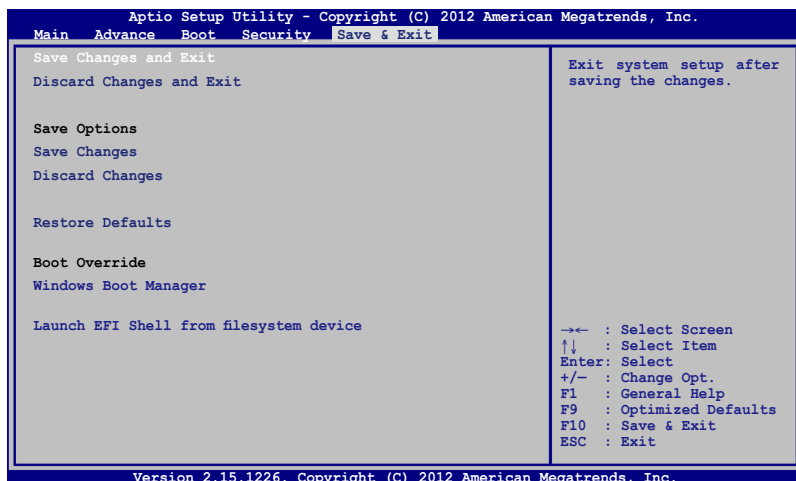 Aptio Setup Utility - Copyright (C) 2012 American Megatrends, Inc.
Main Advance Boot Security Save & Exit
Save Changes and Exit
Discard Changes and Exit
Save Options
Save Changes
Discard Changes
Restore Defaults
Boot Override
Windows Boot Manager
Launch EFI Shell from filesystem device
Exit system setup after
saving the changes.
→← : Select Screen
↑↓ : Select Item
Enter: Select
+/− : Change Opt.
F1 : General Help
F9 : Optimized Defaults
F10 : Save & Exit
ESC : Exit
Version 2.15.1226. Copyright (C) 2012 American Megatrends, Inc.